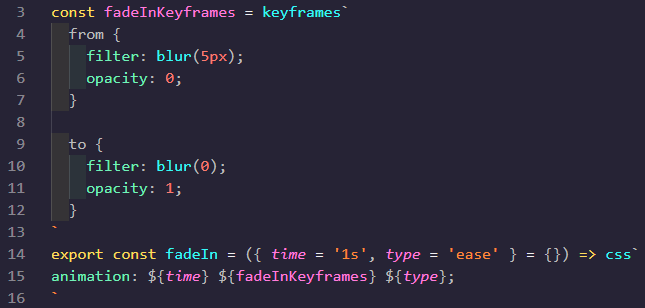 3 const fadeInKeyframes = keyframes`
4 from {
5 filter: blur(5px);
6 opacity: 0;
7 }
8
9 to {
10 filter: blur(0);
11 opacity: 1;
12 }
13 `
14 export const fadeIn = ({ time = '1s', type = 'ease' } = {}) => css`
15 animation: ${time} ${fadeInKeyframes} ${type};
16 `